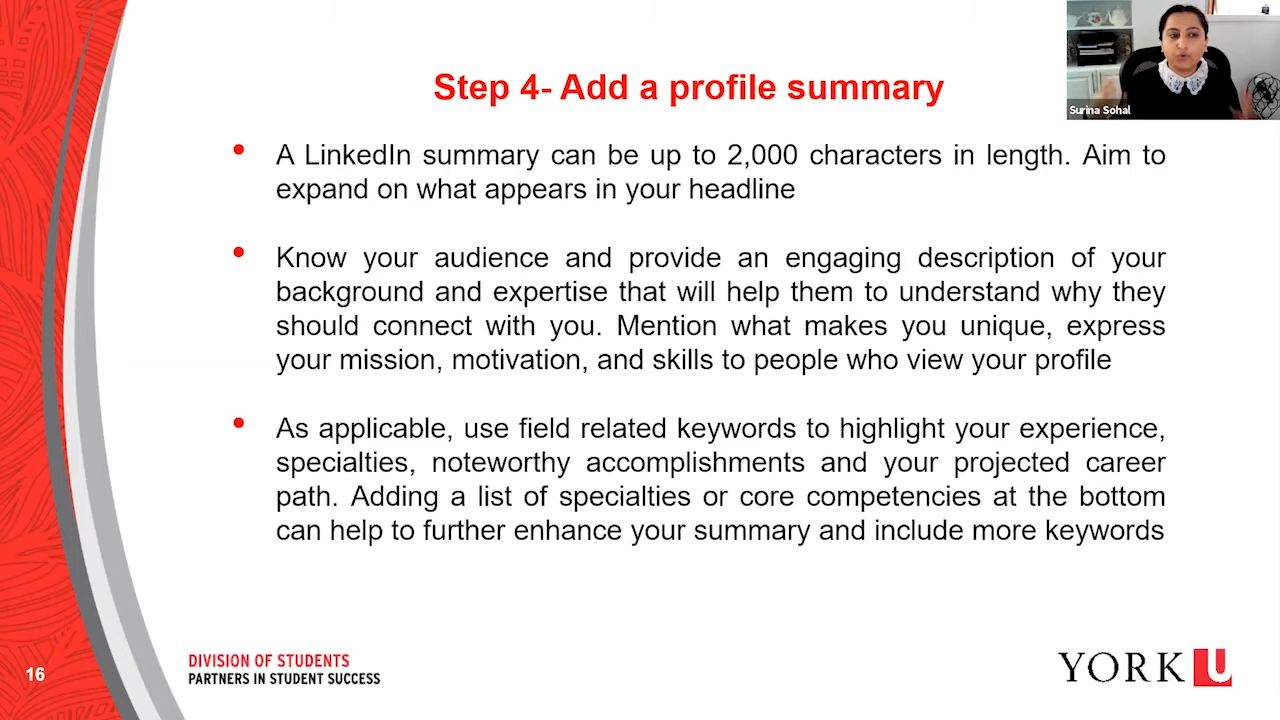 Surina Sohal
Step 4- Add a profile summary
• A LinkedIn summary can be up to 2,000 characters in length. Aim to
expand on what appears in your headline
• Know your audience and provide an engaging description of your
background and expertise that will help them to understand why they
should connect with you. Mention what makes you unique, express
your mission, motivation, and skills to people who view your profile
• As applicable, use field related keywords to highlight your experience,
specialties, noteworthy accomplishments and your projected career
path. Adding a list of specialties or core competencies at the bottom
can help to further enhance your summary and include more keywords
16
DIVISION OF STUDENTS
PARTNERS IN STUDENT SUCCESS
YORK U